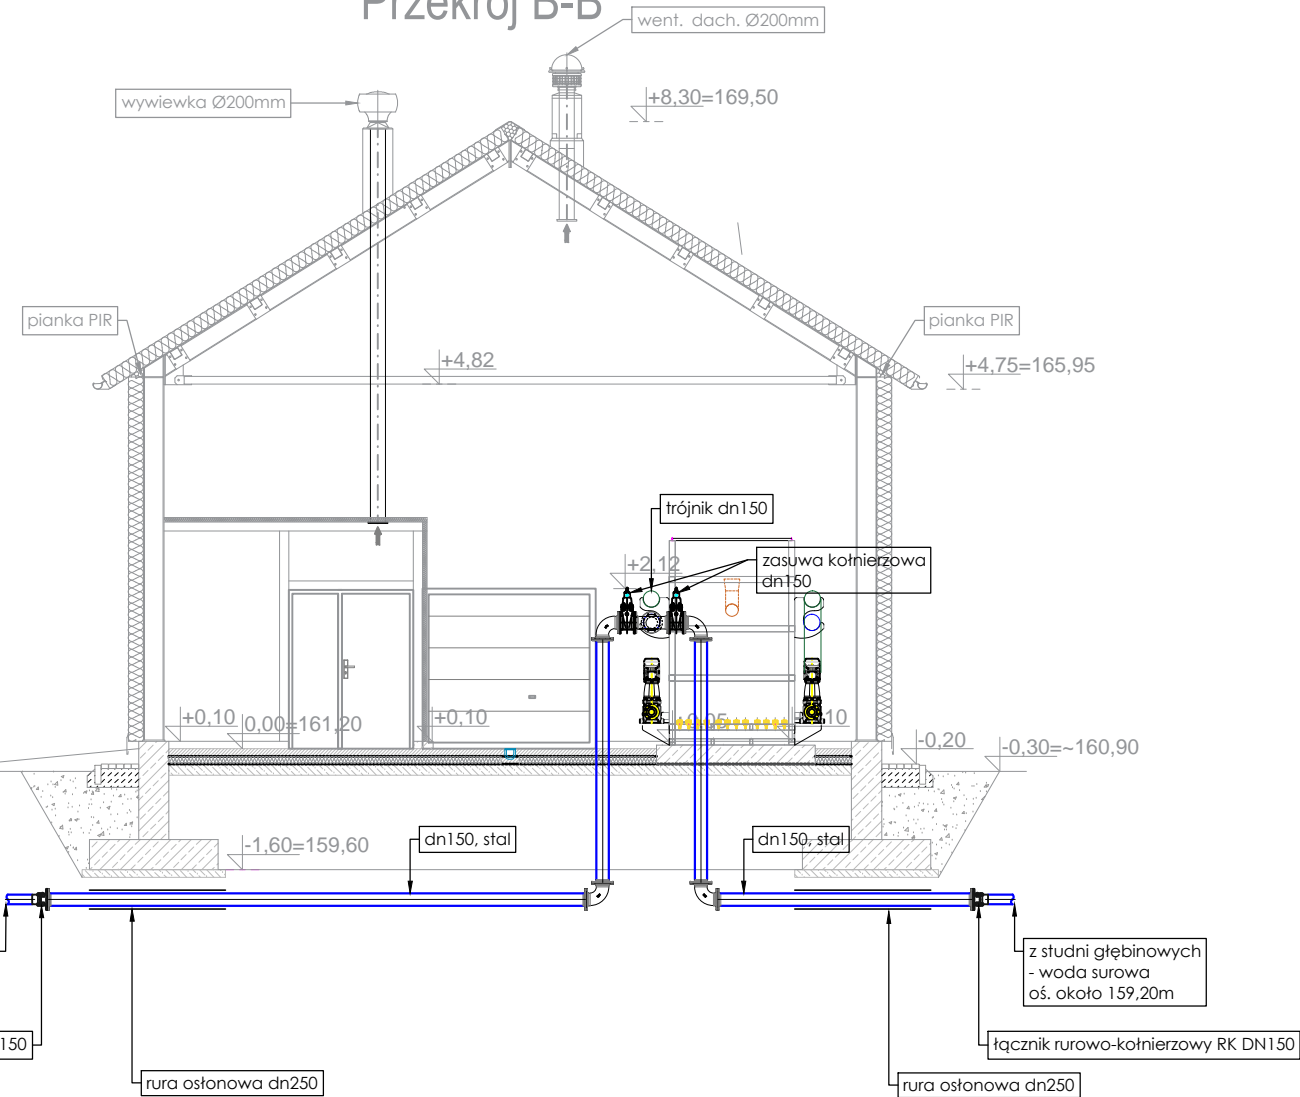 Przekrój B-B
went. dach. Ø200mm
wywiewka Ø200mm
+8,30=169,50
pianka PIR
pianka PIR
+4,82
+4,75=165,95
trójnik dn150
+2,12
zasuwa kołnierzowa
dn150
+0,10
0,00=161,20
+0,10
-0,20
-0,30=~160,90
-1,60=159,60
dn150, stal
dn150, stal
z studni głębinowych
- woda surowa
oś. około 159,20m
150
łącznik rurowo-kołnierzowy RK DN150
rura osłonowa dn250
rura osłonowa dn250